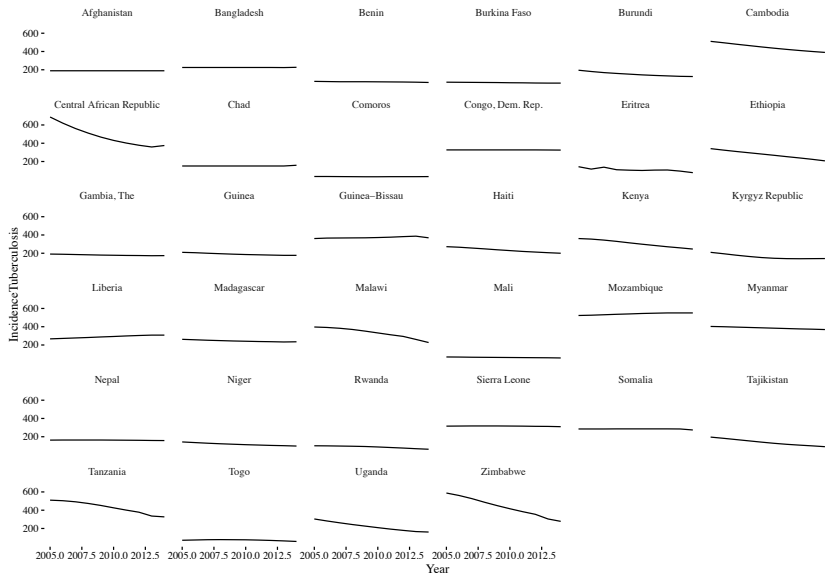 Afghanistan Bangladesh Benin Burkina Faso Burundi Cambodia
600
400
200
Central African Republic Chad Comoros Congo, Dem. Rep. Eritrea Ethiopia
600
400
200
Gambia, The Guinea Guinea−Bissau Haiti Kenya Kyrgyz Republic
600
400
200
IncidenceTuberculosis
Liberia Madagascar Malawi Mali Mozambique Myanmar
600
400
200
Nepal Niger Rwanda Sierra Leone Somalia Tajikistan
600
400
200
Tanzania Togo Uganda Zimbabwe
600
400
200
2005.0 2007.5 2010.0 2012.5 2005.0 2007.5 2010.0 2012.5 2005.0 2007.5 2010.0 2012.5 2005.0 2007.5 2010.0 2012.5
Year